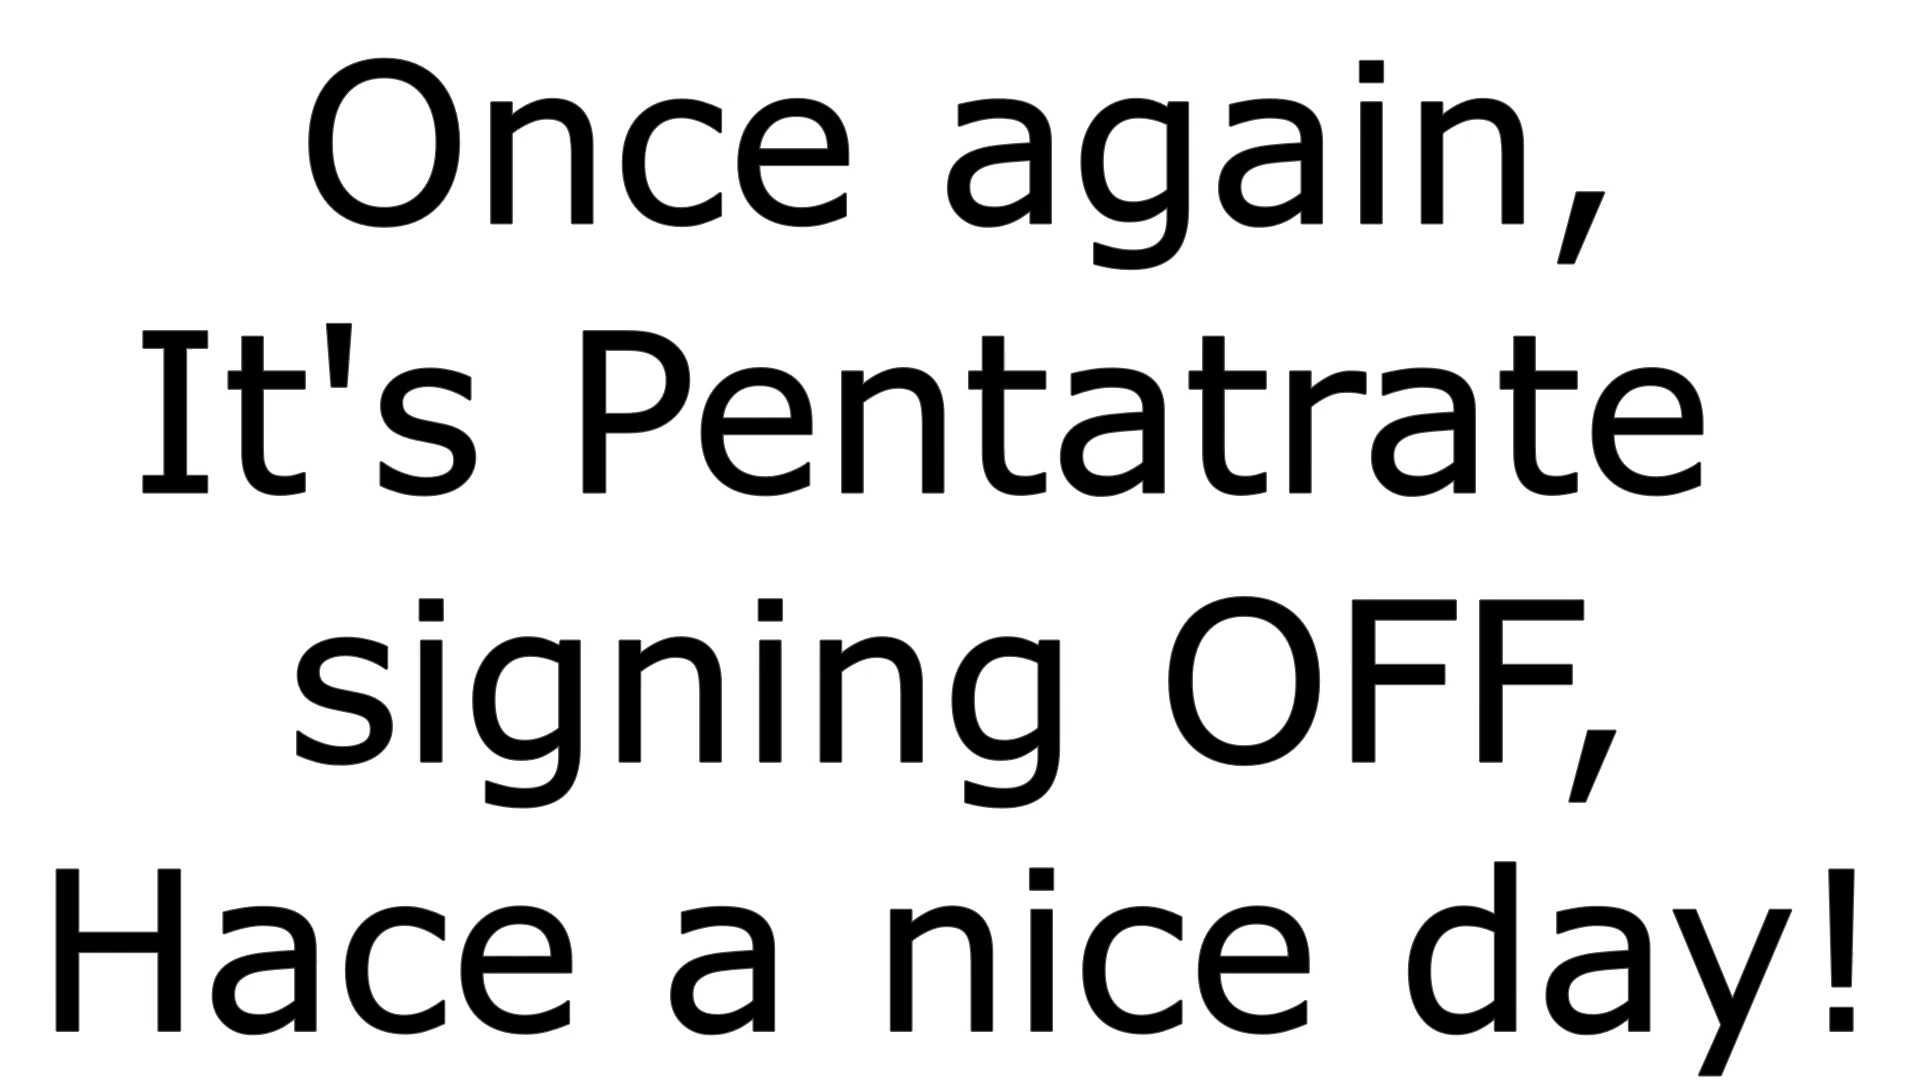 Once again,
It's Pentatrate
signing OFF,
Hace a nice day!